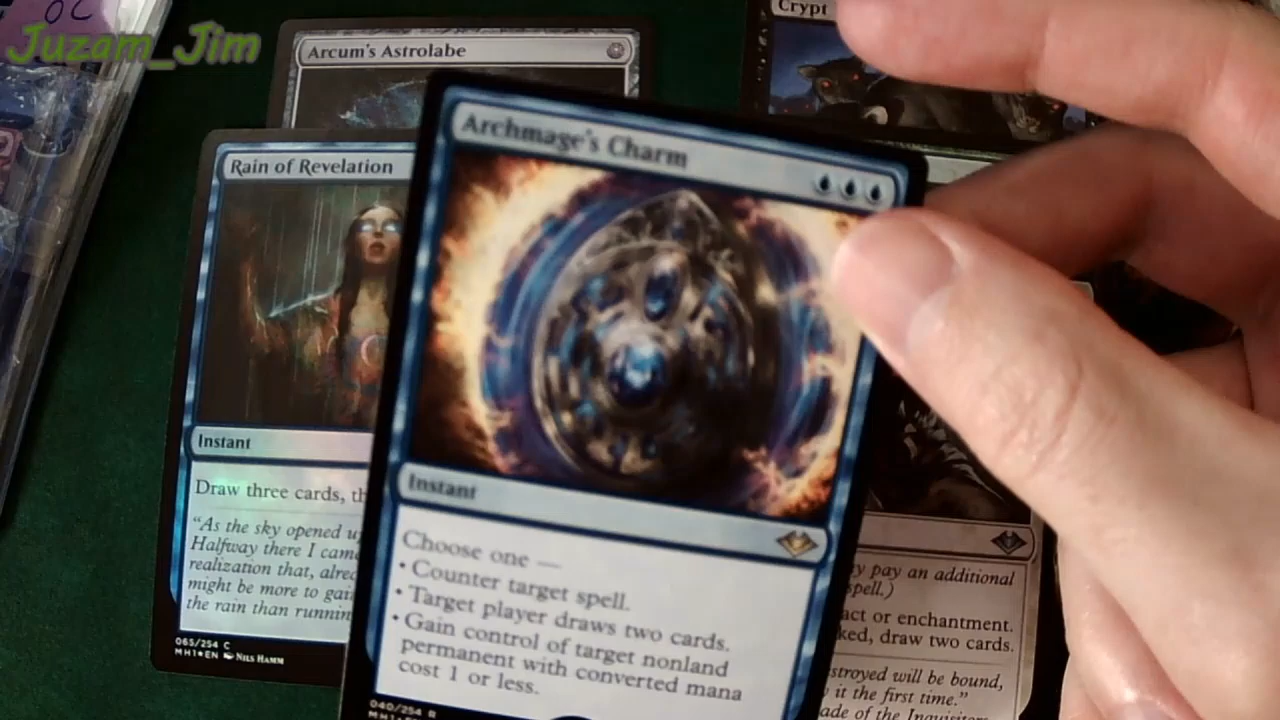 OC
Juzam_Jim
Arcum's Astrolabe
Crypt
Rain of Revelation
Instant
Draw three cards, th
"As the sky opened u
Halfway there I came
realization that, alrea
might be more to gai
the rain than runnin
065/254 C
MH1★EN NILS HAMM
Archmage's Charm
Instant
Choose one —
• Counter target spell.
• Target player draws two cards.
• Gain control of target nonland
permanent with converted mana
cost 1 or less.
040/254 R
y pay an additional
spell.)
act or enchantment.
ked, draw two cards.
stroyed will be bound,
it the first time."
ade of the Inquisitors